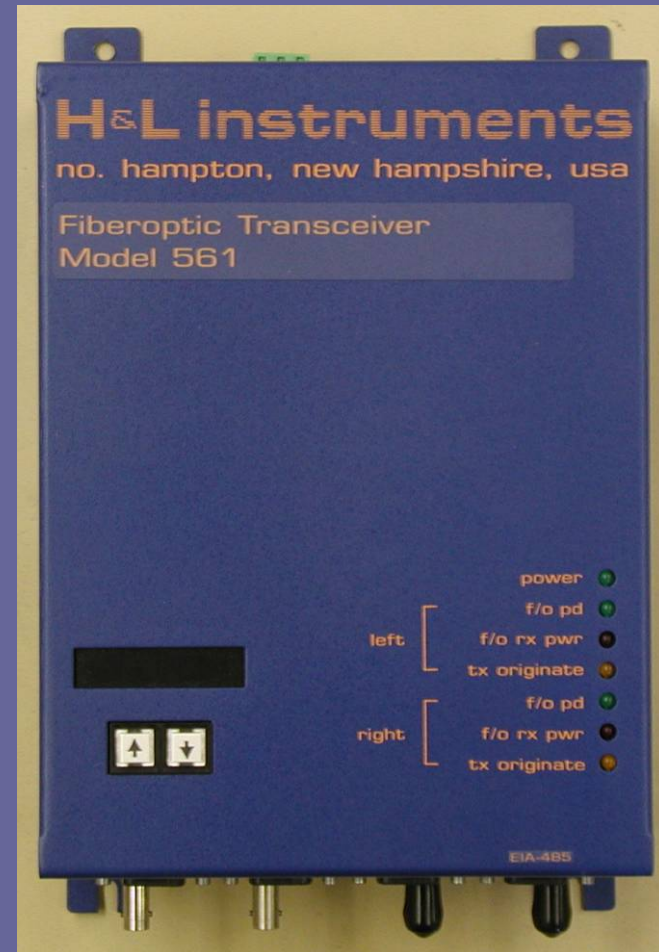 H&L instruments
no. hampton, new hampshire, usa
Fiberoptic Transceiver
Model 561
power
f/o pd
left
f/o rx pwr
tx originate
f/o pd
right
f/o rx pwr
tx originate
EIA-485